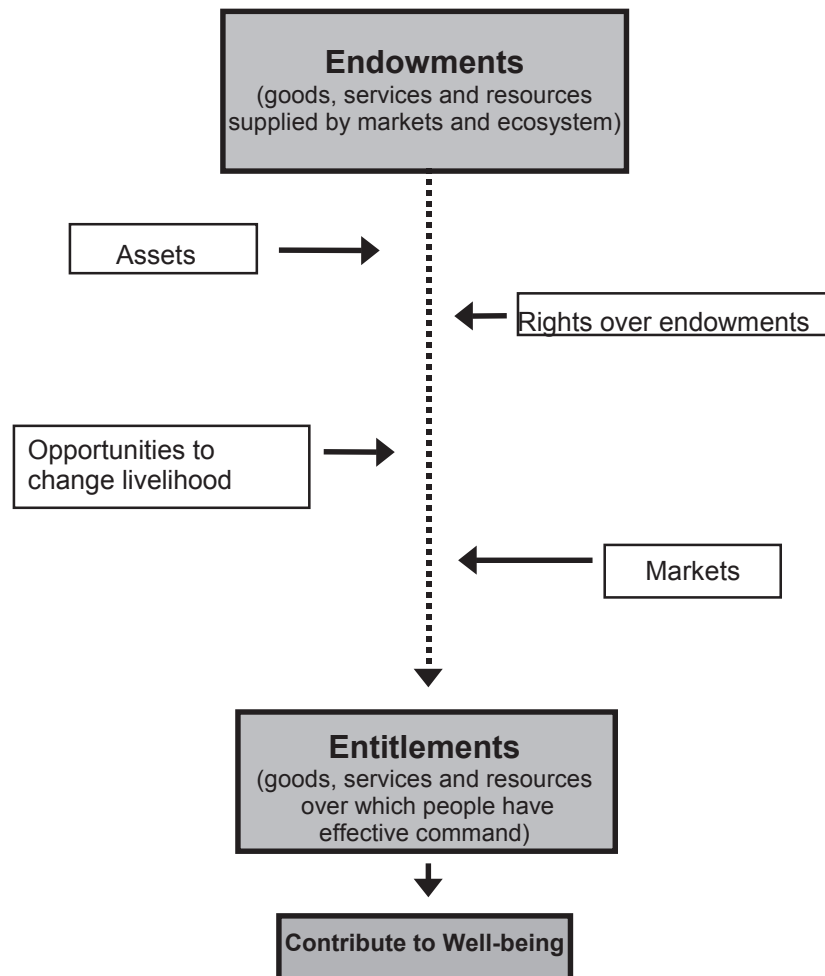 Endowments
(goods, services and resources
supplied by markets and ecosystem)
Assets
Rights over endowments
Opportunities to
change livelihood
Markets
Entitlements
(goods, services and resources
over which people have
effective command)
Contribute to Well-being